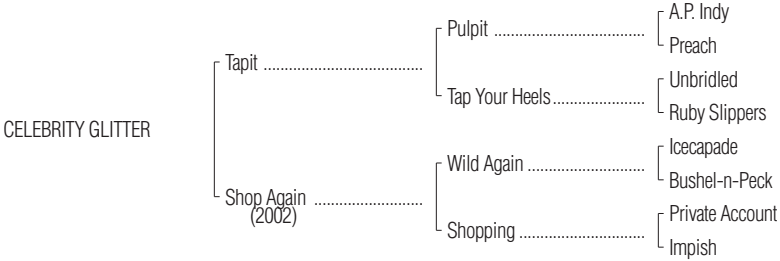 A.P. Indy
Pulpit ..........................................
Preach
Tapit ...........................................
Unbridled
Tap Your Heels.........................
Ruby Slippers
CELEBRITY GLITTER
Icecapade
Wild Again ................................
Bushel-n-Peck
Shop Again ..............................
(2002)
Private Account
Shopping ..................................
Impish